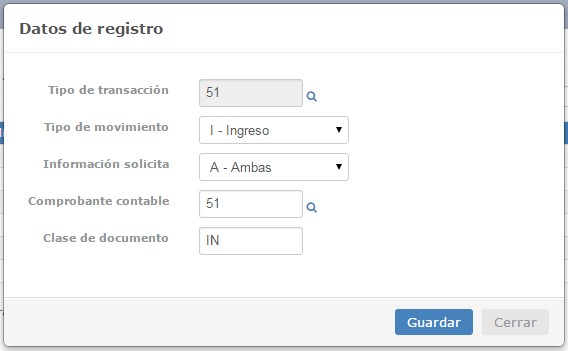 Datos de registro
Tipo de transacción 51
Tipo de movimiento I - Ingreso
Información solicita A - Ambas
Comprobante contable 51
Clase de documento IN
Guardar Cerrar